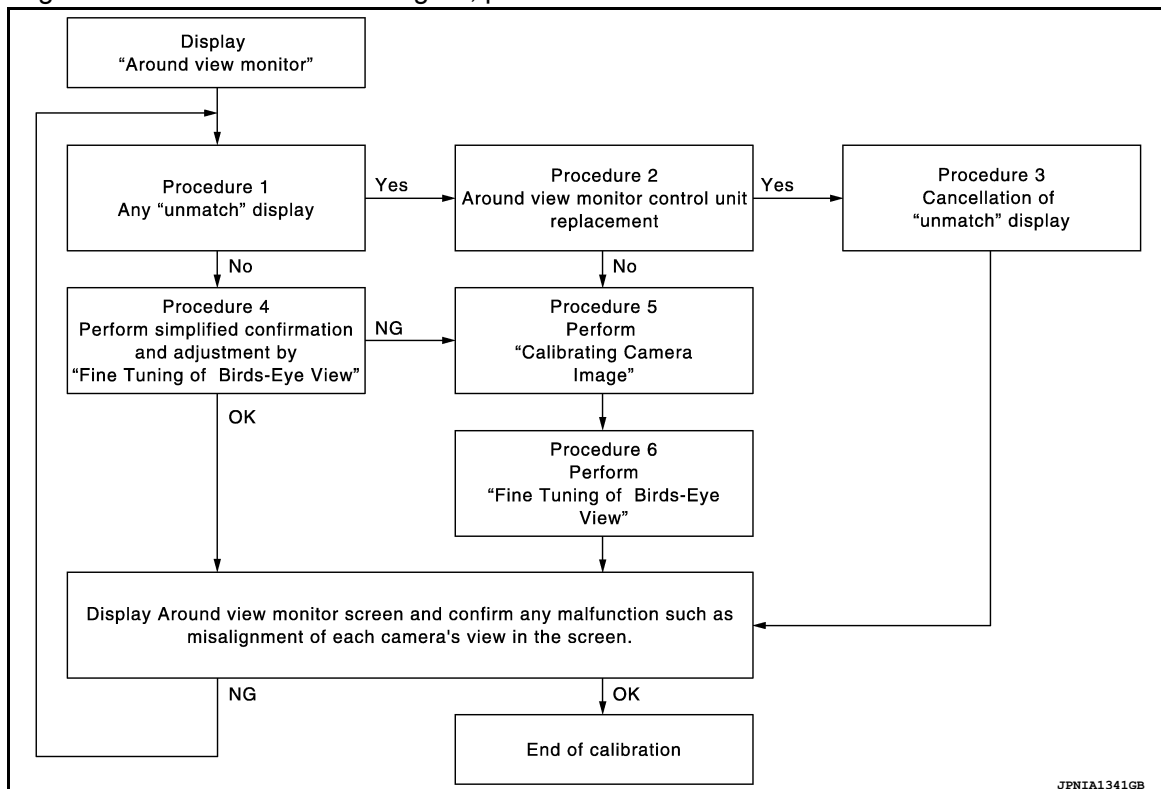 Display
“Around view monitor”
Procedure 1
Any “unmatch” display
Yes
Procedure 2
Around view monitor control unit
replacement
Yes
Procedure 3
Cancellation of
“unmatch” display
No
No
Procedure 4
Perform simplified confirmation
and adjustment by
“Fine Tuning of Birds-Eye View”
NG
Procedure 5
Perform
“Calibrating Camera
Image”
OK
Procedure 6
Perform
“Fine Tuning of Birds-Eye
View”
Display Around view monitor screen and confirm any malfunction such as
misalignment of each camera's view in the screen.
NG
OK
End of calibration
JPNIA1341GB